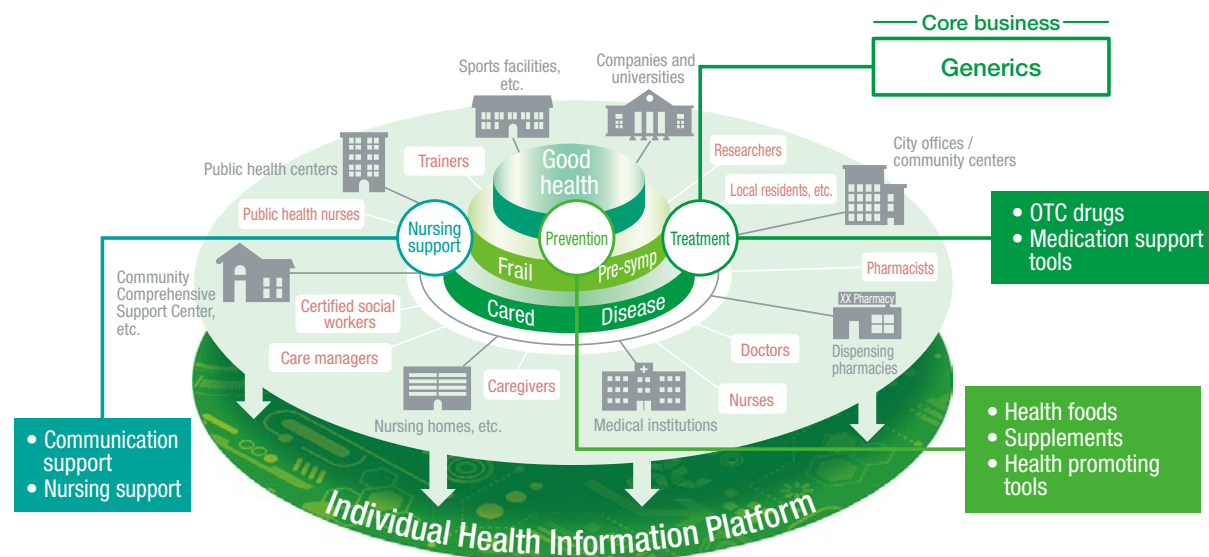 Core business
Generics
Sports facilities,
etc.
Companies and
universities
Public health centers
Trainers
Good
health
Researchers
City offices /
community centers
Public health nurses
Local residents, etc.
Nursing
support
Prevention
Treatment
• OTC drugs
• Medication support
tools
Frail
Pre-symp
Pharmacists
Community
Comprehensive
Support Center,
etc.
Certified social
workers
Cared
Disease
XX Pharmacy
Care managers
Doctors
Dispensing
pharmacies
Caregivers
Nurses
Nursing homes, etc.
Medical institutions
• Health foods
• Supplements
• Health promoting
tools
• Communication
support
• Nursing support
Individual Health Information Platform